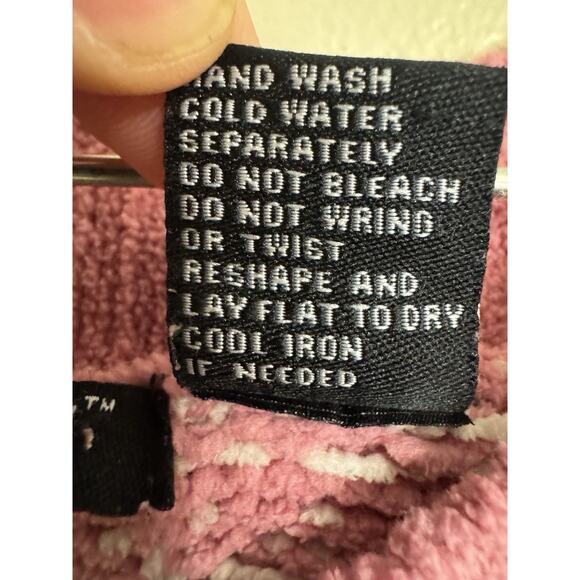 HAND WASH
COLD WATER
SEPARATELY
DO NOT BLEACH
DO NOT WRING
OR TWIST
RESHAPE AND
LAY FLAT TO DRY
COOL IRON
IF NEEDED
TM